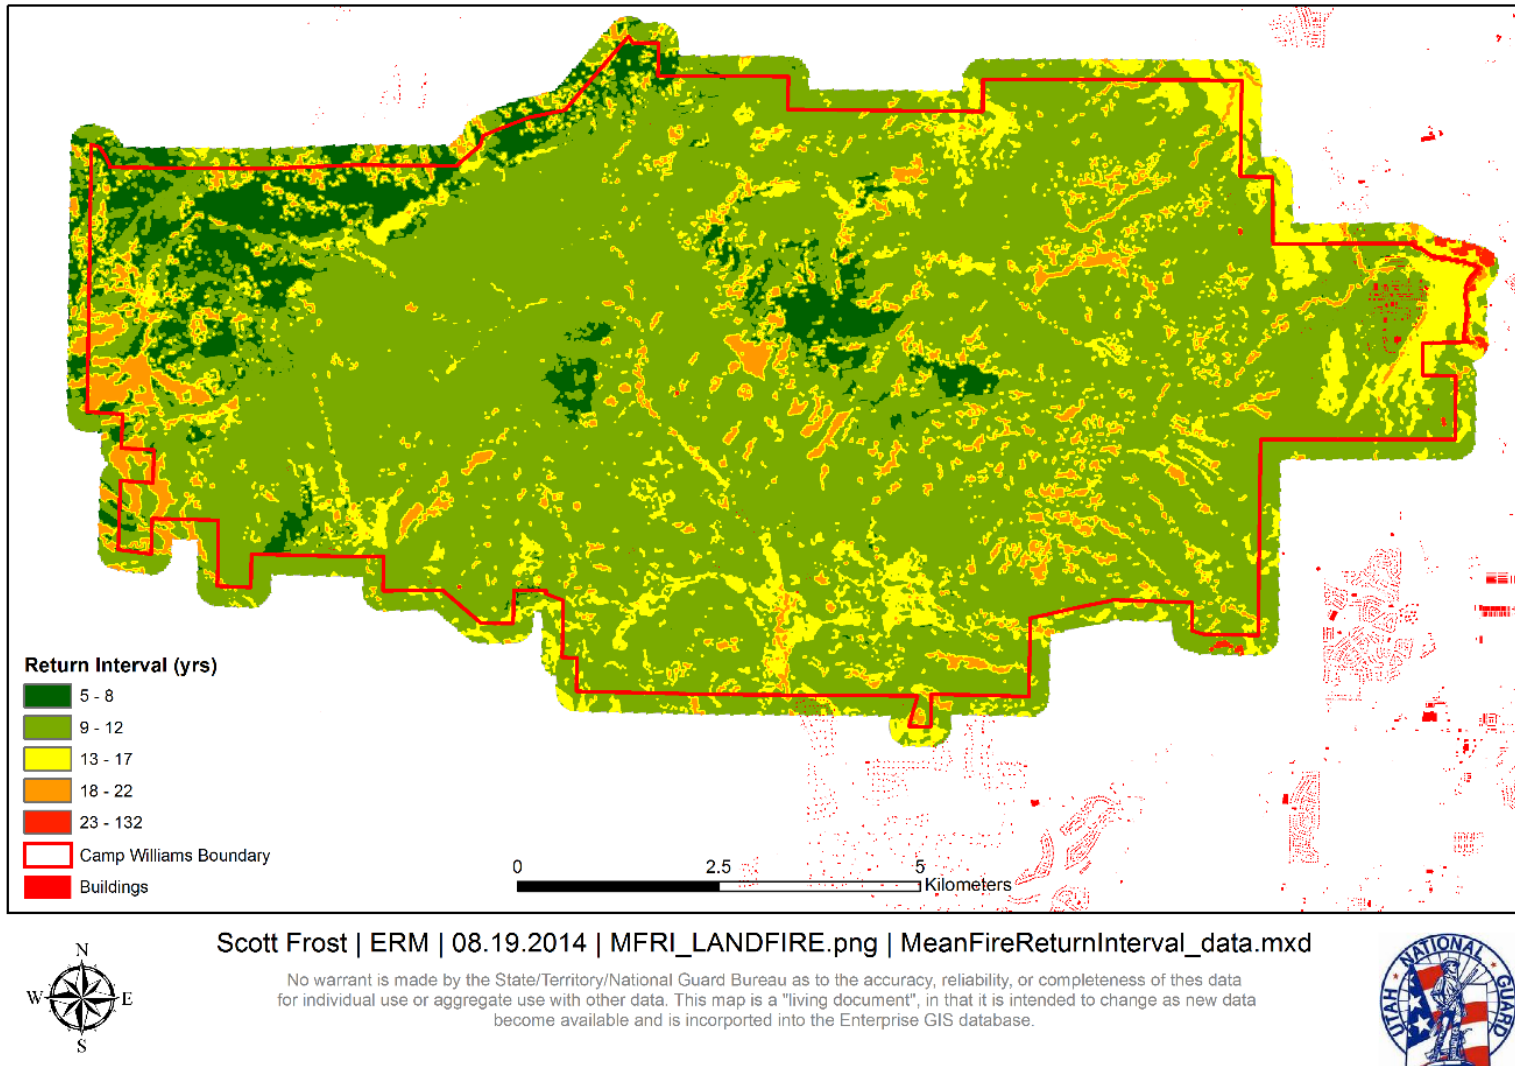 Return Interval (yrs)
5 - 8
9 - 12
13 - 17
18 - 22
23 - 132
Camp Williams Boundary
Buildings
0 2.5 5
Kilometers
Scott Frost | ERM | 08.19.2014 | MFRI_LANDFIRE.png | MeanFireReturnInterval_data.mxd
No warrant is made by the State/Territory/National Guard Bureau as to the accuracy, reliability, or completeness of thes data
for individual use or aggregate use with other data. This map is a "living document", in that it is intended to change as new data
become available and is incorported into the Enterprise GIS database.
N
W E
S
UTAH NATIONAL GUARD